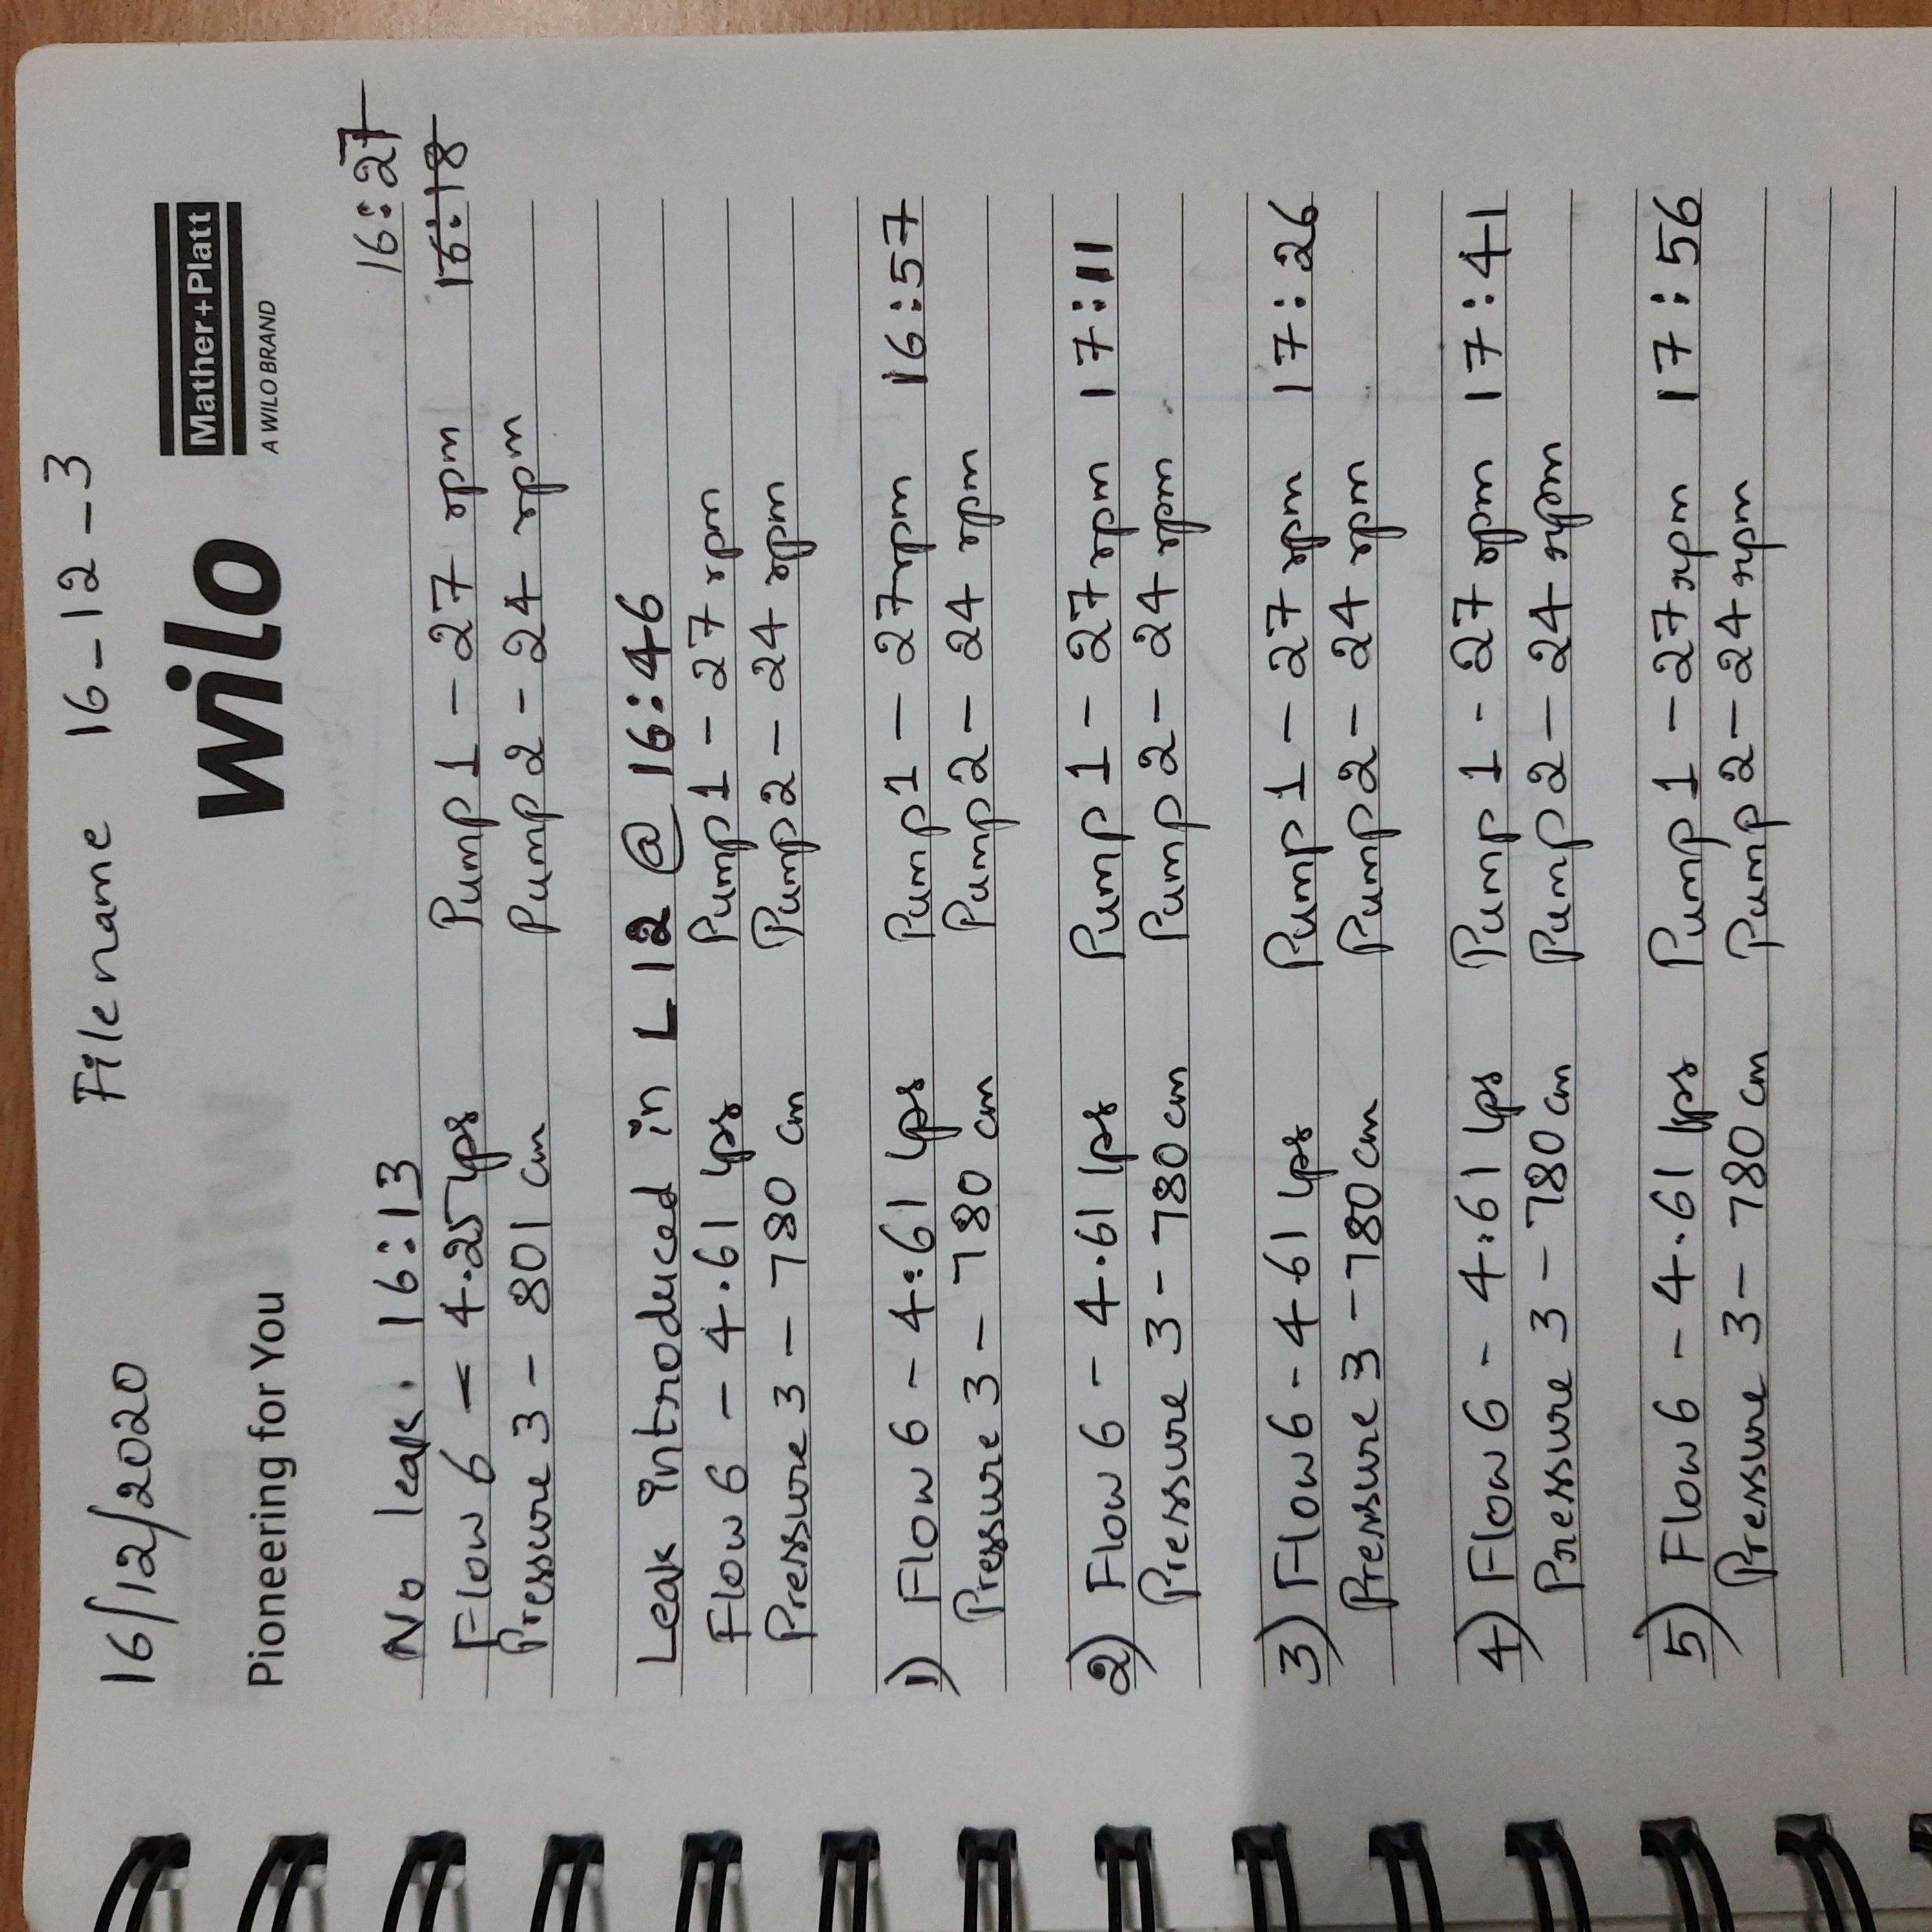 Filename 16-12-3
16/12/2020
wilo Mather+Platt
Pioneering for You A WILO BRAND
No leak. 16:13 16:27
Flow 6 - 4.25 lps Pump 1 - 27 rpm 16:18
Pressure 3 - 801 cm Pump 2 - 24 rpm
Leak introduced in L12 @ 16:46
Flow 6 - 4.61 lps Pump 1 - 27 rpm
Pressure 3 - 780 cm Pump 2 - 24 rpm
1) Flow 6 - 4:61 lps Pump 1 - 27 rpm 16:57
Pressure 3 - 780 cm Pump 2 - 24 rpm
2) Flow 6 - 4.61 lps Pump 1 - 27 rpm 17:11
Pressure 3 - 780 cm Pump 2 - 24 rpm
3) Flow 6 - 4 61 lps Pump 1 - 27 rpm 17:26
Pressure 3 - 780 cm Pump 2 - 24 rpm
4) Flow 6 - 4.61 lps Pump 1 - 27 rpm 17:41
Pressure 3 - 780 cm Pump 2 - 24 rpm
5) Flow 6 - 4.61 lps Pump 1 - 27 rpm 17:56
Pressure 3 - 780 cm Pump 2 - 24 rpm